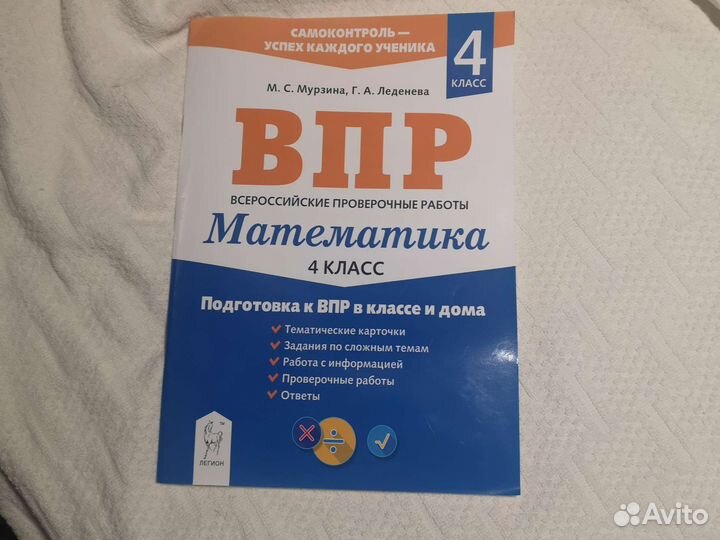 САМОКОНТРОЛЬ —
УСПЕХ КАЖДОГО УЧЕНИКА
4
КЛАСС
М. С. Мурзина, Г. А. Леденева
ВПР
ВСЕРОССИЙСКИЕ ПРОВЕРОЧНЫЕ РАБОТЫ
Математика
4 КЛАСС
Подготовка к ВПР в классе и дома
Тематические карточки
Задания по сложным темам
Работа с информацией
Проверочные работы
Ответы
TM
ЛЕГИОН
Avito